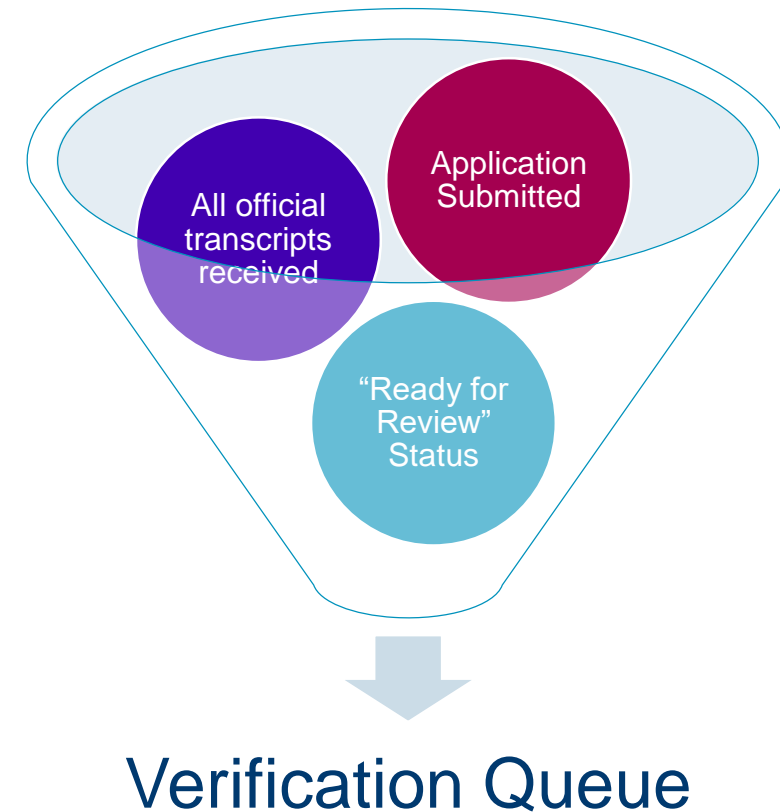 All official
transcripts
received
Application
Submitted
“Ready for
Review”
Status
Verification Queue